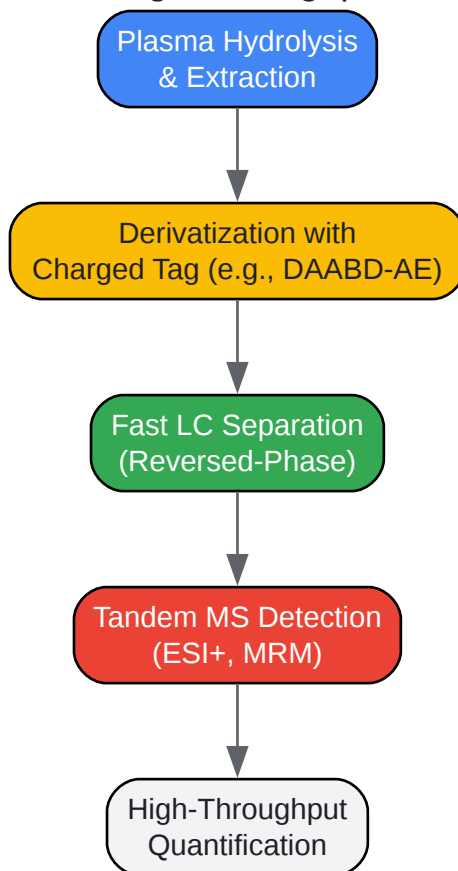 Plasma Hydrolysis
& Extraction
Derivatization with
Charged Tag (e.g., DAABD-AE)
Fast LC Separation
(Reversed-Phase)
Tandem MS Detection
(ESI+, MRM)
High-Throughput
Quantification